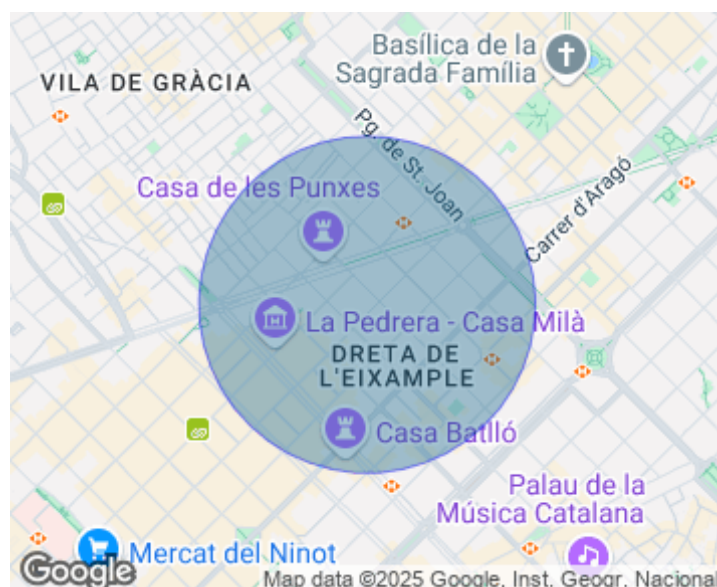 Basílica de la
Sagrada Família
VILA DE GRÀCIA
Pg. de St. Joan
Casa de les Punxes
Carrer d'Aragó
La Pedrera - Casa Milà
DRETA DE
L'EIXAMPLE
Casa Batlló
Palau de la
Música Catalana
Mercat del Ninot
Google
Map data ©2025 Google, Inst. Geogr. Nacional